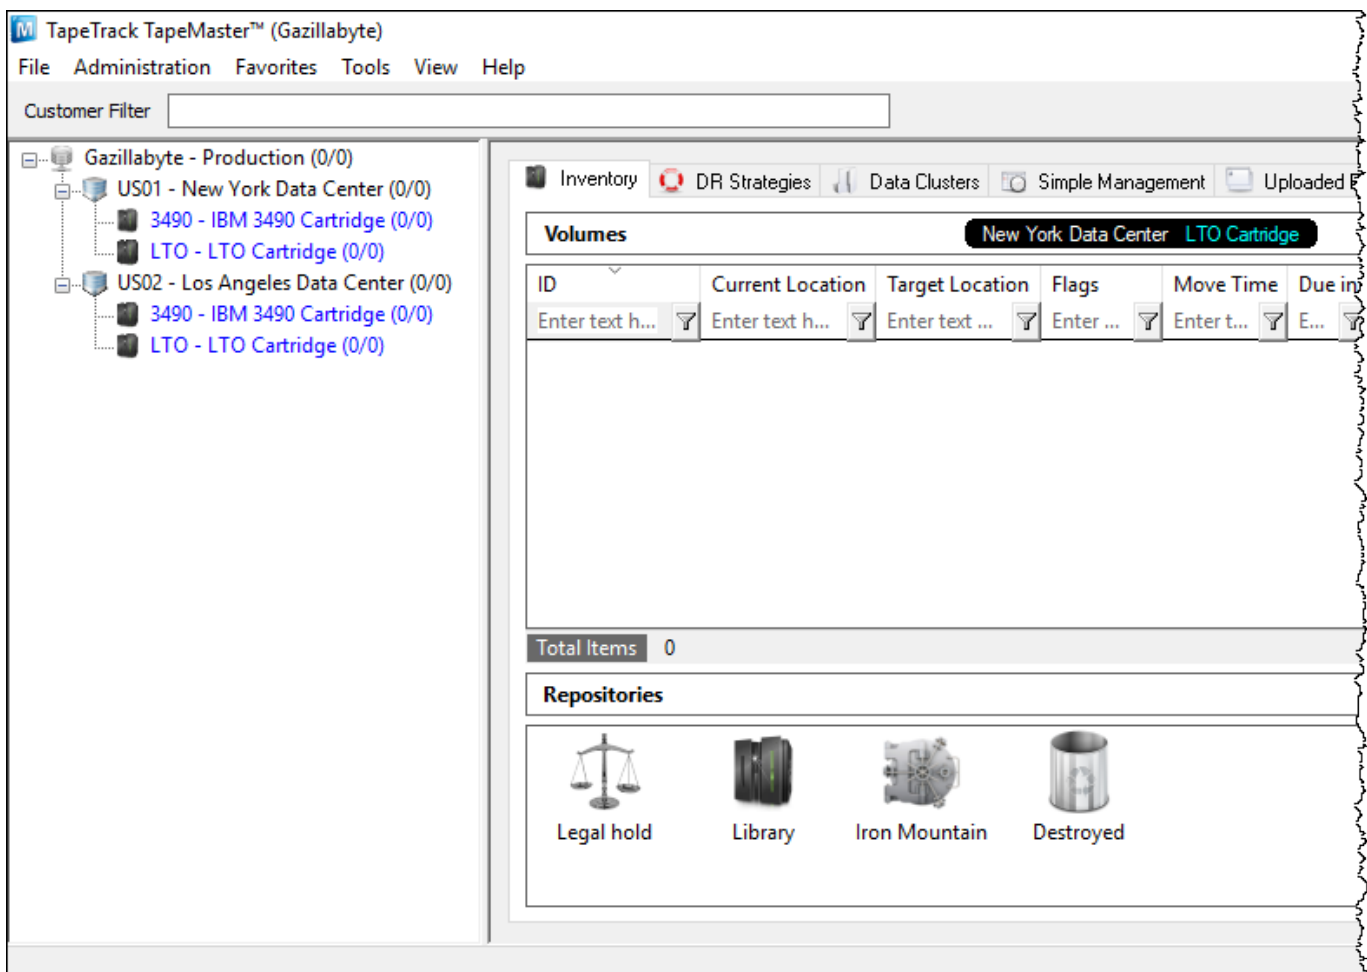 TapeTrack TapeMaster™ (Gazillabyte)
File Administration Favorites Tools View Help
Customer Filter
Gazillabyte - Production (0/0)
US01 - New York Data Center (0/0)
3490 - IBM 3490 Cartridge (0/0)
LTO - LTO Cartridge (0/0)
US02 - Los Angeles Data Center (0/0)
3490 - IBM 3490 Cartridge (0/0)
LTO - LTO Cartridge (0/0)
Inventory DR Strategies Data Clusters Simple Management Uploaded
Volumes New York Data Center LTO Cartridge
ID Current Location Target Location Flags Move Time Due in
Enter text h... Enter text h... Enter text ... Enter ... Enter t... E...
Total Items 0
Repositories
Legal hold Library Iron Mountain Destroyed